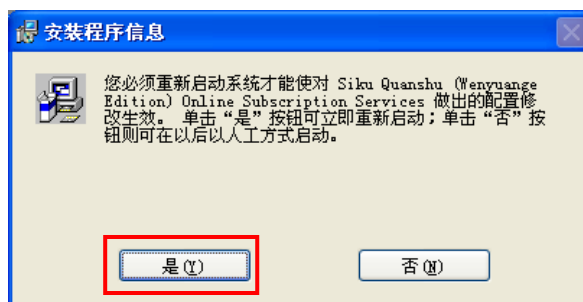 安装程序信息
您必须重新启动系统才能使对 Siku Quanshu (Wenyuange
Edition) Online Subscription Services 做出的配置修
改生效。 单击“是”按钮可立即重新启动；单击“否”按
钮则可在以后以人工方式启动。
是(Y)
否(N)